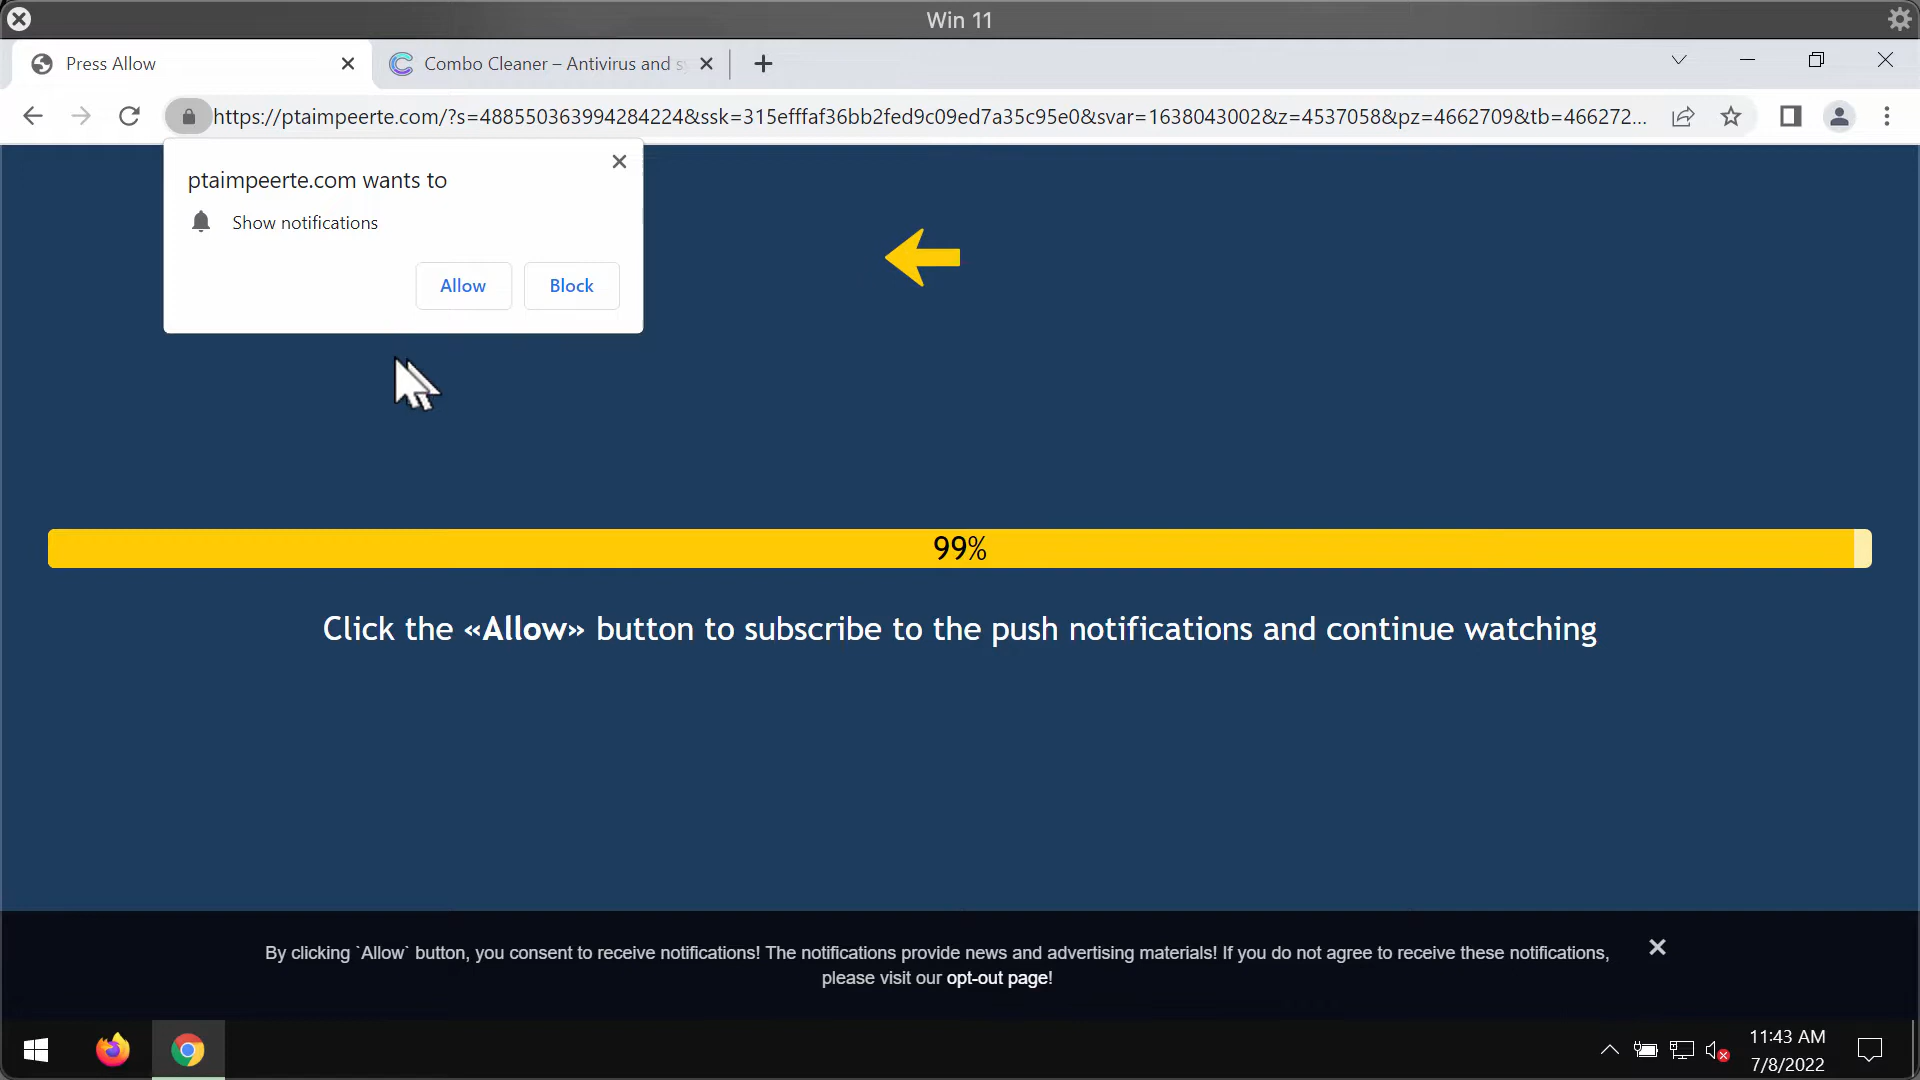 Win 11
Press Allow
Combo Cleaner – Antivirus and
https://ptaimpeerte.com/?s=488550363994284224&ssk=315efffaf36bb2fed9c09ed7a35c95e0&svar=1638043002&z=4537058&pz=4662709&tb=466272...
ptaimpeerte.com wants to
Show notifications
Allow Block
99%
Click the «Allow» button to subscribe to the push notifications and continue watching
By clicking `Allow` button, you consent to receive notifications! The notifications provide news and advertising materials! If you do not agree to receive these notifications,
please visit our opt-out page!
11:43 AM
7/8/2022